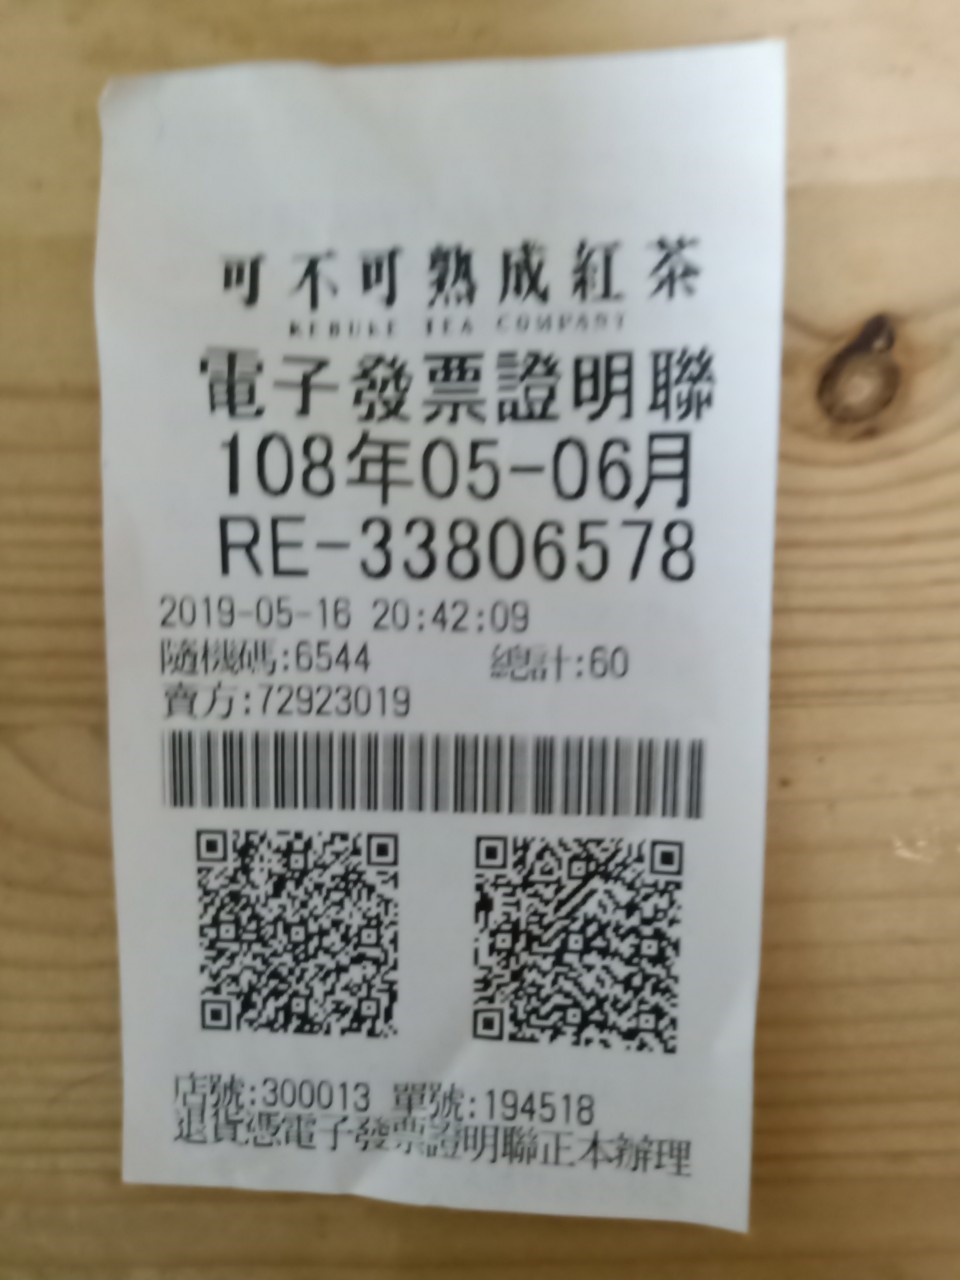 可不可熟成紅茶
KEBUKE TEA COMPANY
電子發票證明聯
108年05-06月
RE-33806578
2019-05-16 20:42:09
隨機碼:6544 總計:60
賣方:72923019
店號:300013 單號:194518
退貨憑電子發票證明聯正本辦理